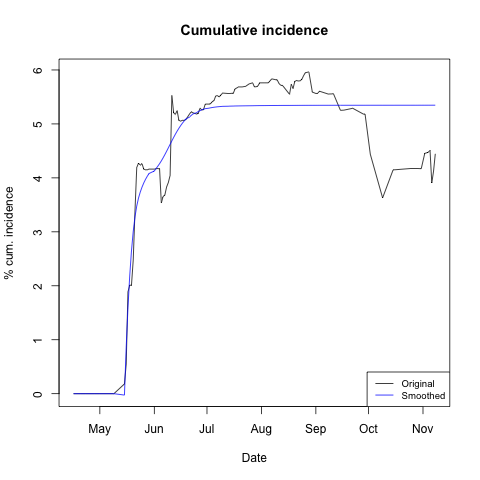 Cumulative incidence
% cum. incidence
6
5
4
3
2
1
0
May Jun Jul Aug Sep Oct Nov
Date
Original
Smoothed